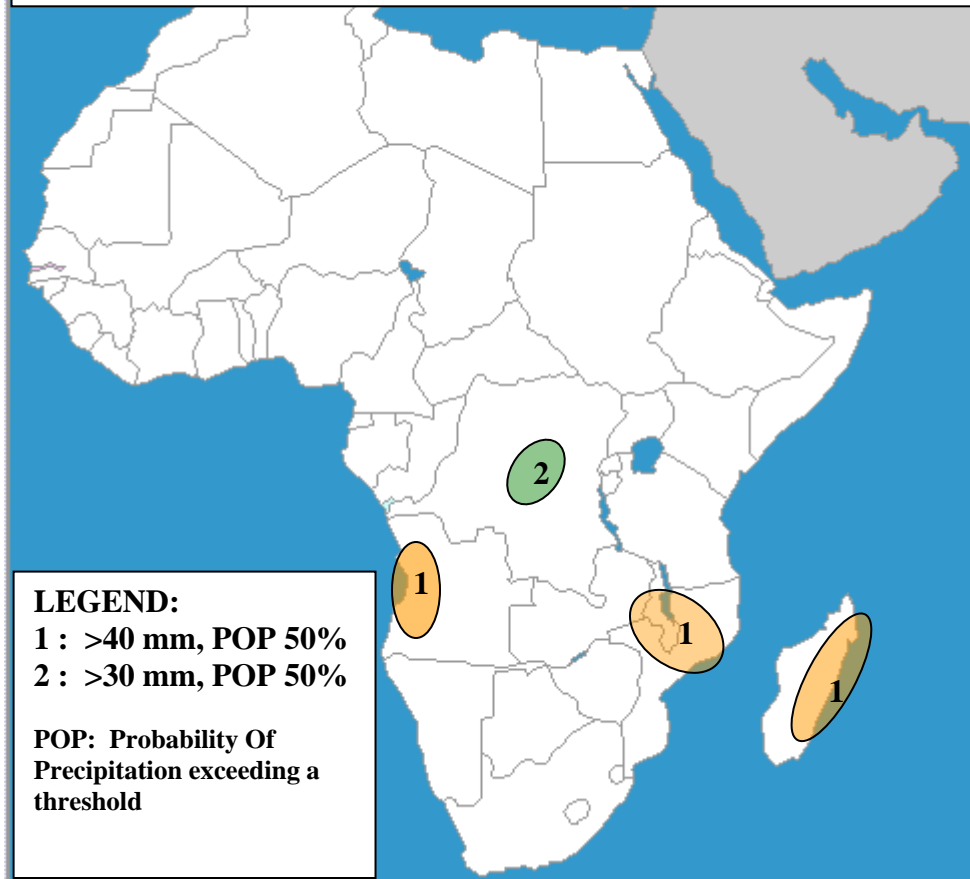 2
1
1
1
LEGEND:
1 : >40 mm, POP 50%
2 : >30 mm, POP 50%
POP: Probability Of
Precipitation exceeding a
threshold